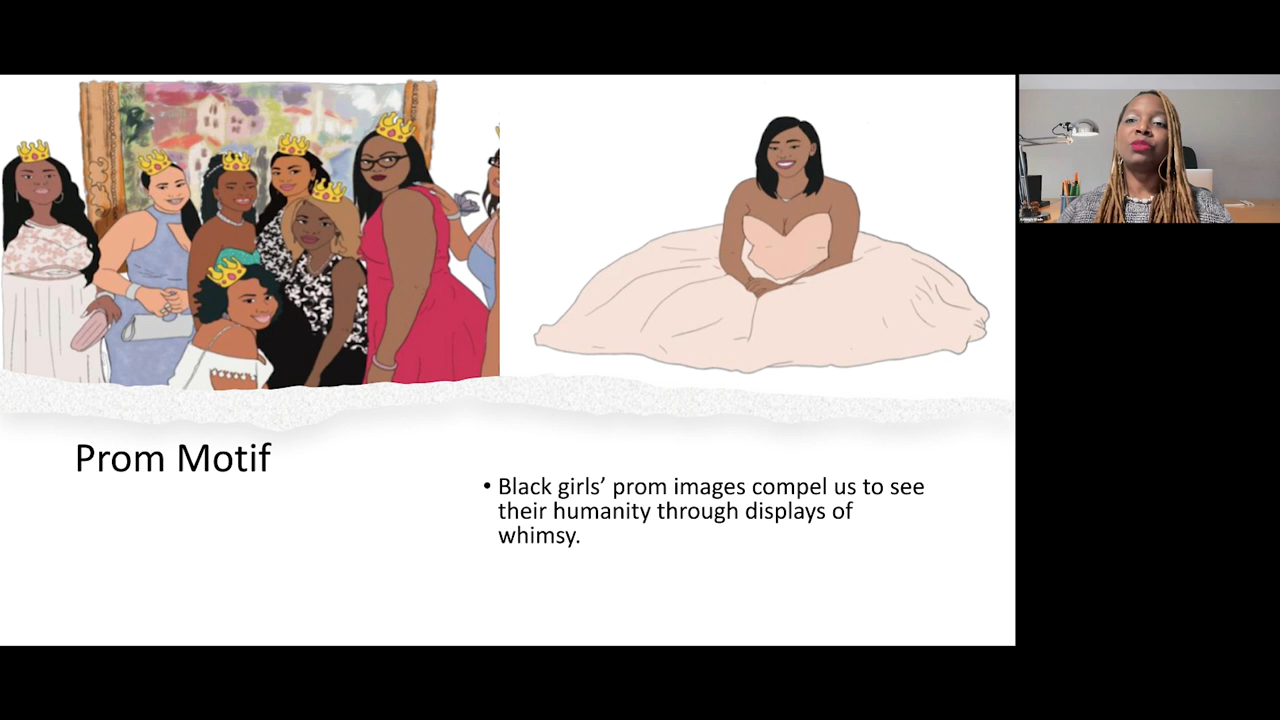 Prom Motif
• Black girls’ prom images compel us to see
their humanity through displays of
whimsy.